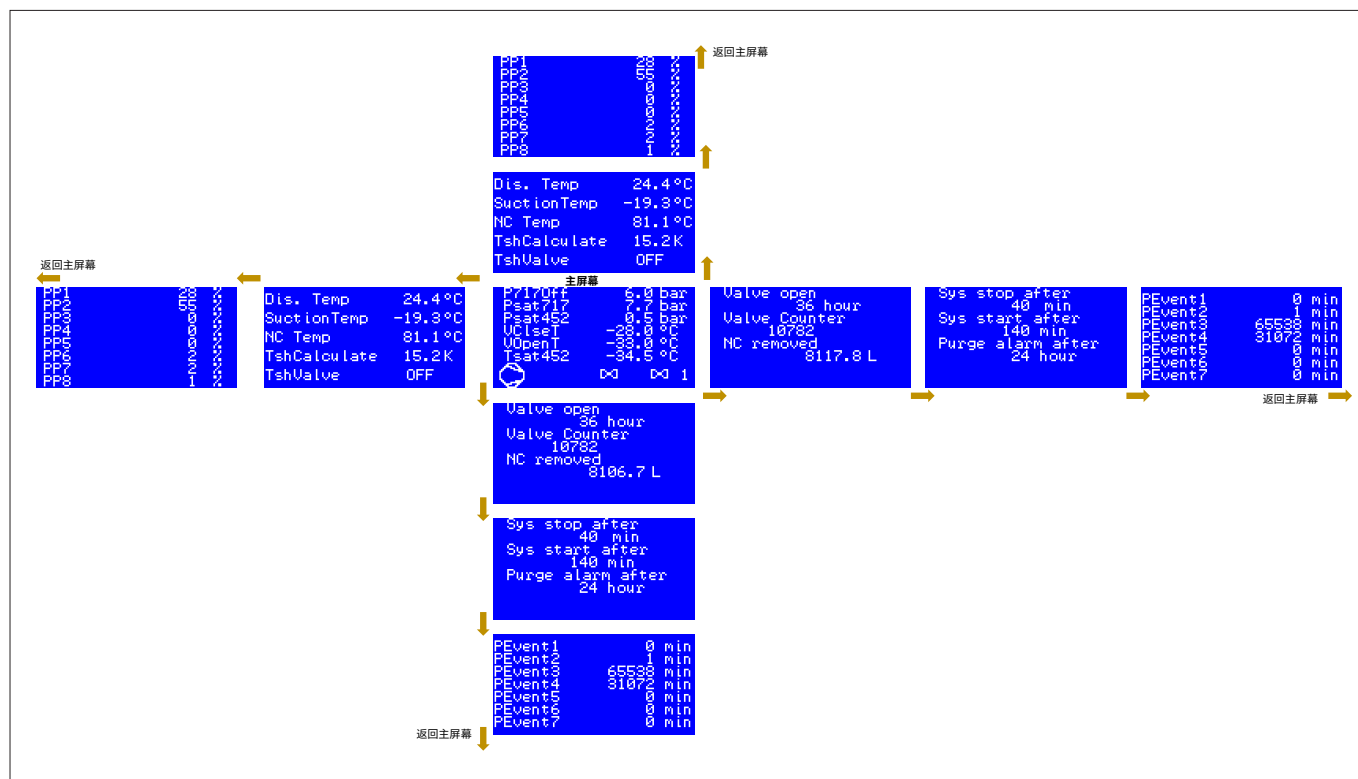 返回主屏幕
PP1 28 %
PP2 55 %
PP3 0 %
PP4 0 %
PP5 0 %
PP6 2 %
PP7 2 %
PP8 1 %
Dis. Temp 24.4°C
SuctionTemp -19.3°C
NC Temp 81.1°C
TshCalculate 15.2K
TshValve OFF
返回主屏幕
PP1 28 %
PP2 55 %
PP3 0 %
PP4 0 %
PP5 0 %
PP6 2 %
PP7 2 %
PP8 1 %
Dis. Temp 24.4°C
SuctionTemp -19.3°C
NC Temp 81.1°C
TshCalculate 15.2K
TshValve OFF
主屏幕
P717Off 6.0 bar
Psat717 7.7 bar
Psat452 0.5 bar
VClseT -28.0 °C
VOpenT -33.0 °C
Tsat452 -34.5 °C
1
Valve open
36 hour
Valve Counter
10782
NC removed
8117.8 L
Sys stop after
40 min
Sys start after
140 min
Purge alarm after
24 hour
PEvent1 0 min
PEvent2 1 min
PEvent3 65538 min
PEvent4 31072 min
PEvent5 0 min
PEvent6 0 min
PEvent7 0 min
返回主屏幕
Valve open
36 hour
Valve Counter
10782
NC removed
8106.7 L
Sys stop after
40 min
Sys start after
140 min
Purge alarm after
24 hour
PEvent1 0 min
PEvent2 1 min
PEvent3 65538 min
PEvent4 31072 min
PEvent5 0 min
PEvent6 0 min
PEvent7 0 min
返回主屏幕